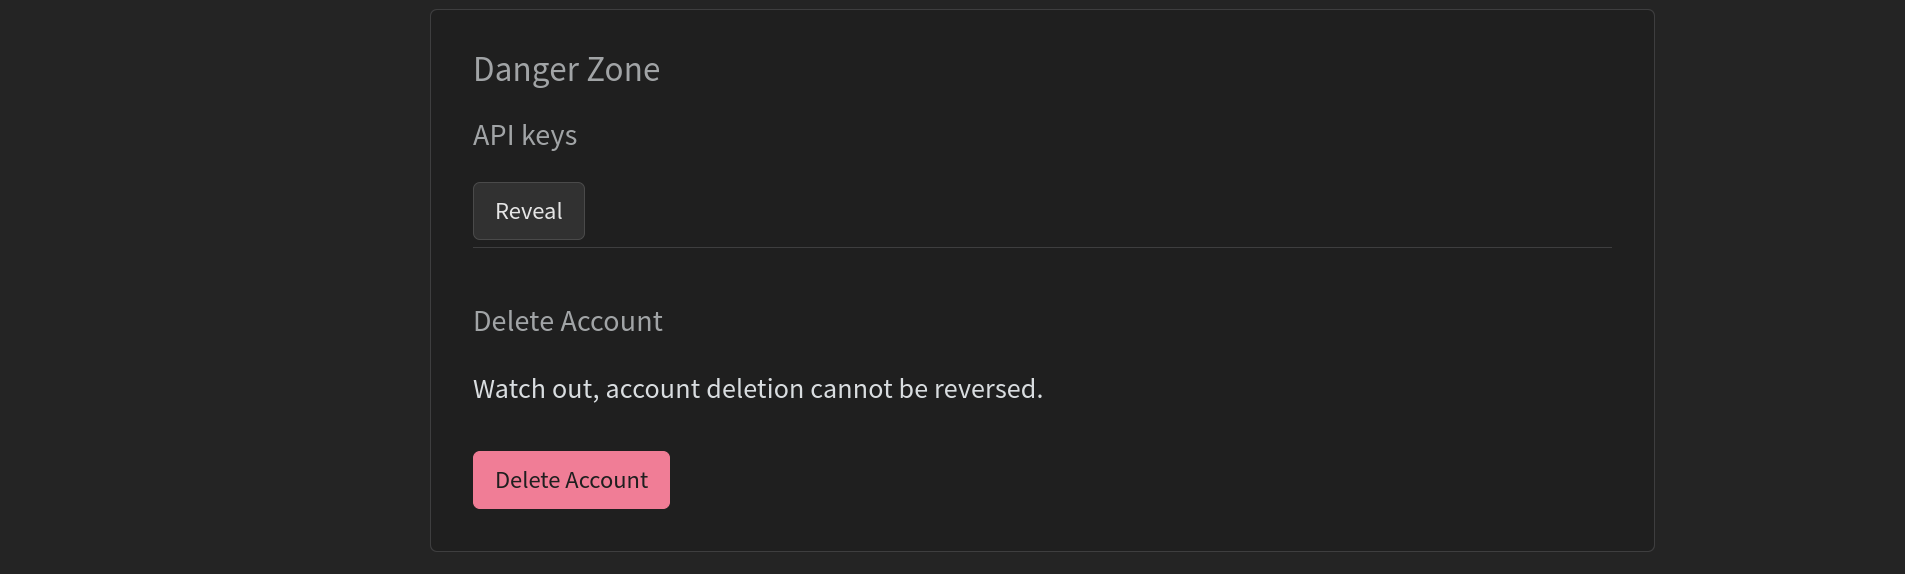 Danger Zone
API keys
Reveal
Delete Account
Watch out, account deletion cannot be reversed.
Delete Account